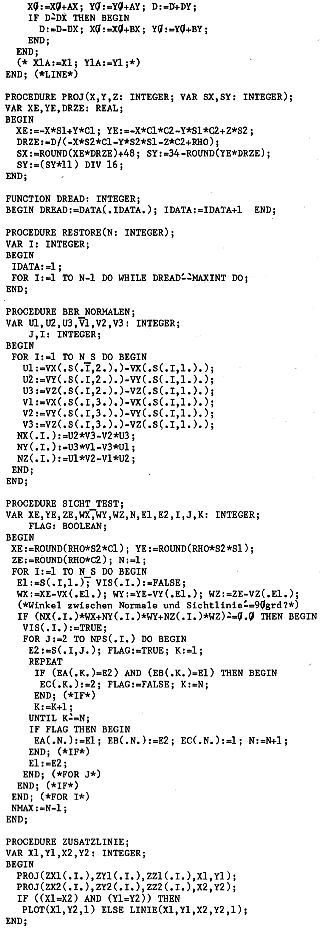 XØ:=XØ+AX; YØ:=YØ+AY; D:=D+DY;
IF D>DX THEN BEGIN
D:=D-DX; XØ:=XØ+BX; YØ:=YØ+BY;
END;
END;
(* X1A:=X1; Y1A:=Y1;*)
END; (*LINE*)
PROCEDURE PROJ(X,Y,Z: INTEGER; VAR SX,SY: INTEGER);
VAR XE,YE,DRZE: REAL;
BEGIN
XE:=-X*S1+Y*C1; YE:=-X*C1*C2-Y*S1*C2+Z*S2;
DRZE:=D/(-X*S2*C1-Y*S2*S1-Z*C2+RHO);
SX:=ROUND(XE*DRZE)+48; SY:=34-ROUND(YE*DRZE);
SY:=(SY*11) DIV 16;
END;
FUNCTION DREAD: INTEGER;
BEGIN DREAD:=DATA(.IDATA.); IDATA:=IDATA+1 END;
PROCEDURE RESTORE(N: INTEGER);
VAR I: INTEGER;
BEGIN
IDATA:=1;
FOR I:=1 TO N-1 DO WHILE DREAD¬=MAXINT DO;
END;
PROCEDURE BER_NORMALEN;
VAR U1,U2,U3,V1,V2,V3: INTEGER;
J,I: INTEGER;
BEGIN
FOR I:=1 TO N_S DO BEGIN
U1:=VX(.S(.I,2.).)-VX(.S(.I,1.).);
U2:=VY(.S(.I,2.).)-VY(.S(.I,1.).);
U3:=VZ(.S(.I,2.).)-VZ(.S(.I,1.).);
V1:=VX(.S(.I,3.).)-VX(.S(.I,1.).);
V2:=VY(.S(.I,3.).)-VY(.S(.I,1.).);
V3:=VZ(.S(.I,3.).)-VZ(.S(.I,1.).);
NX(.I.):=U2*V3-V2*U3;
NY(.I.):=U3*V1-V3*U1;
NZ(.I.):=U1*V2-V1*U2;
END;
END;
PROCEDURE SICHT_TEST;
VAR XE,YE,ZE,WX,WY,WZ,N,E1,E2,I,J,K: INTEGER;
FLAG: BOOLEAN;
BEGIN
XE:=ROUND(RHO*S2*C1); YE:=ROUND(RHO*S2*S1);
ZE:=ROUND(RHO*C2); N:=1;
FOR I:=1 TO N_S DO BEGIN
E1:=S(.I,1.); VIS(.I.):=FALSE;
WX:=XE-VX(.E1.); WY:=YE-VY(.E1.); WZ:=ZE-VZ(.E1.);
(*Winkel zwischen Normale und Sichtlinie¬=9Øgrd?*)
IF (NX(.I.)*WX+NY(.I.)*WY+NZ(.I.)*WZ)¬=Ø.Ø THEN BEGIN
VIS(.I.):=TRUE;
FOR J:=2 TO NPS(.I.) DO BEGIN
E2:=S(.I,J.); FLAG:=TRUE; K:=1;
REPEAT
IF (EA(.K.)=E2) AND (EB(.K.)=E1) THEN BEGIN
EC(.K.):=2; FLAG:=FALSE; K:=N;
END; (*IF*)
K:=K+1;
UNTIL K¬=N;
IF FLAG THEN BEGIN
EA(.N.):=E1; EB(.N.):=E2; EC(.N.):=1; N:=N+1;
END; (*IF*)
E1:=E2;
END; (*FOR J*)
END; (*IF*)
END; (*FOR I*)
NMAX:=N-1;
END;
PROCEDURE ZUSATZLINIE;
VAR X1,Y1,X2,Y2: INTEGER;
BEGIN
PROJ(ZX1(.I.),ZY1(.I.),ZZ1(.I.),X1,Y1);
PROJ(ZX2(.I.),ZY2(.I.),ZZ2(.I.),X2,Y2);
IF ((X1=X2) AND (Y1=Y2)) THEN
PLOT(X1,Y2,1) ELSE LINIE(X1,Y1,X2,Y2,1);
END;